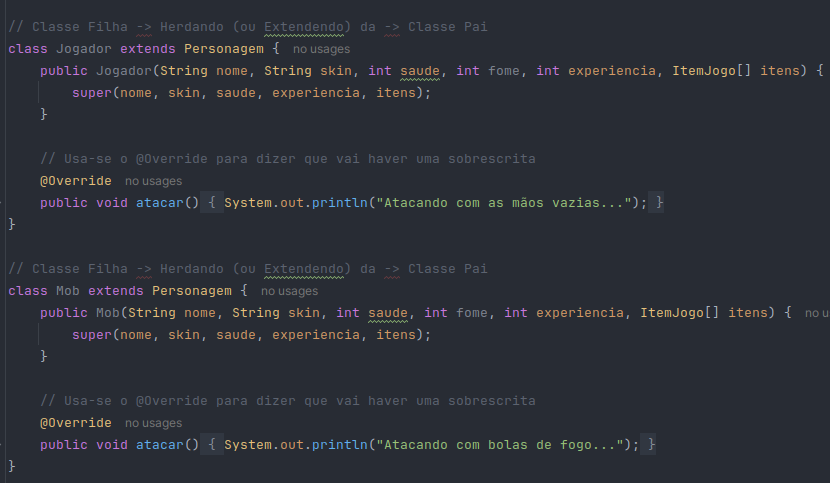 // Classe Filha -> Herdando (ou Extendendo) da -> Classe Pai
class Jogador extends Personagem { no usages
public Jogador(String nome, String skin, int saude, int fome, int experiencia, ItemJogo[] itens) {
super(nome, skin, saude, experiencia, itens);
}
// Usa-se o @Override para dizer que vai haver uma sobrescrita
@Override no usages
public void atacar() { System.out.println("Atacando com as mãos vazias..."); }
}
// Classe Filha -> Herdando (ou Extendendo) da -> Classe Pai
class Mob extends Personagem { no usages
public Mob(String nome, String skin, int saude, int fome, int experiencia, ItemJogo[] itens) { no u
super(nome, skin, saude, experiencia, itens);
}
// Usa-se o @Override para dizer que vai haver uma sobrescrita
@Override no usages
public void atacar() { System.out.println("Atacando com bolas de fogo..."); }
}